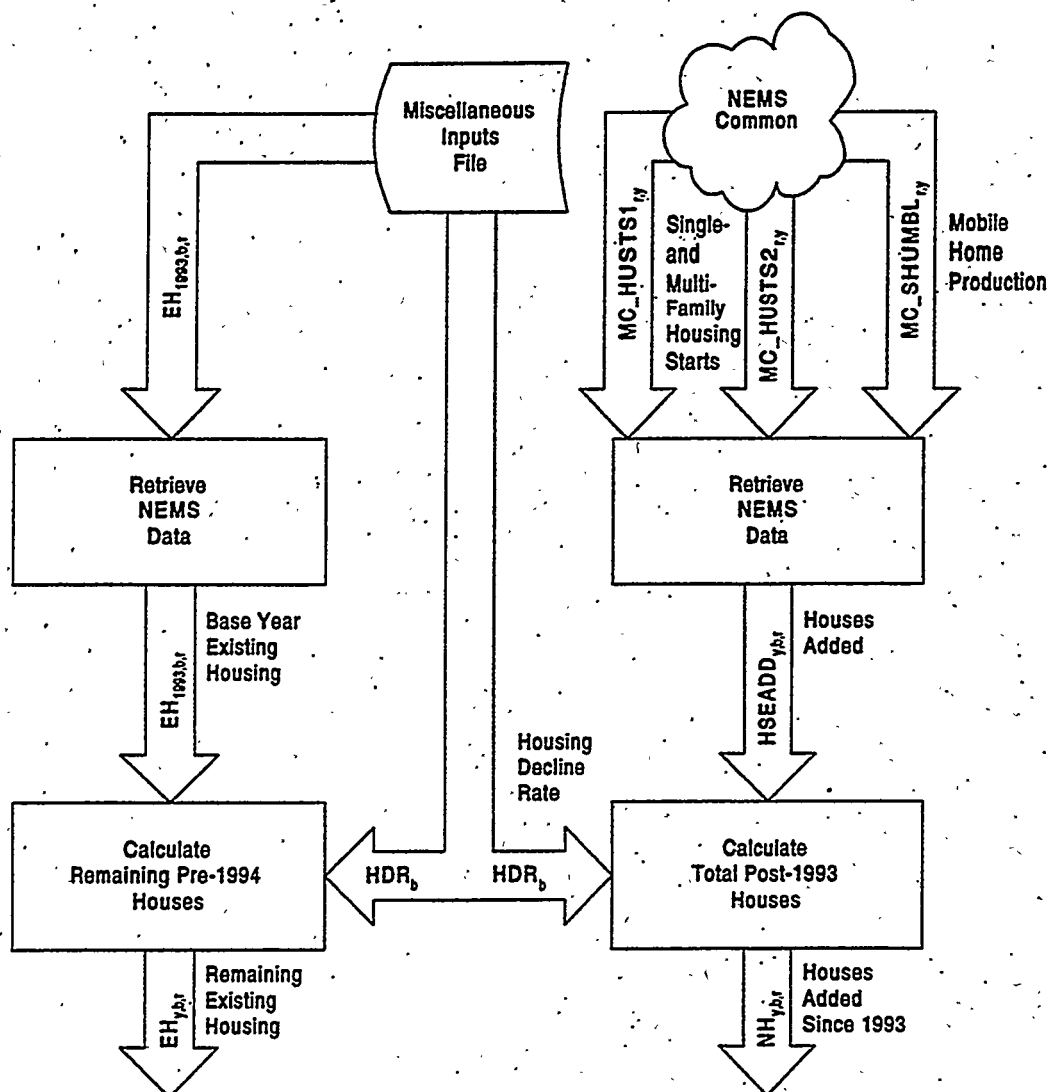 Miscellaneous
Inputs
File
NEMS
Common
EH1993,b,r
MC_HUSTS1r,y
Single-
and
Multi-
Family
Housing
Starts
MC_HUSTS2r,y
MC_SHUMBLr,y
Mobile
Home
Production
Retrieve
NEMS
Data
Retrieve
NEMS
Data
EH1993,b,r
Base Year
Existing
Housing
HSEADDy,b,r
Houses
Added
Housing
Decline
Rate
Calculate
Remaining Pre-1994
Houses
HDRb
HDRb
Calculate
Total Post-1993
Houses
EHy,b,r
Remaining
Existing
Housing
NHy,b,r
Houses
Added
Since 1993